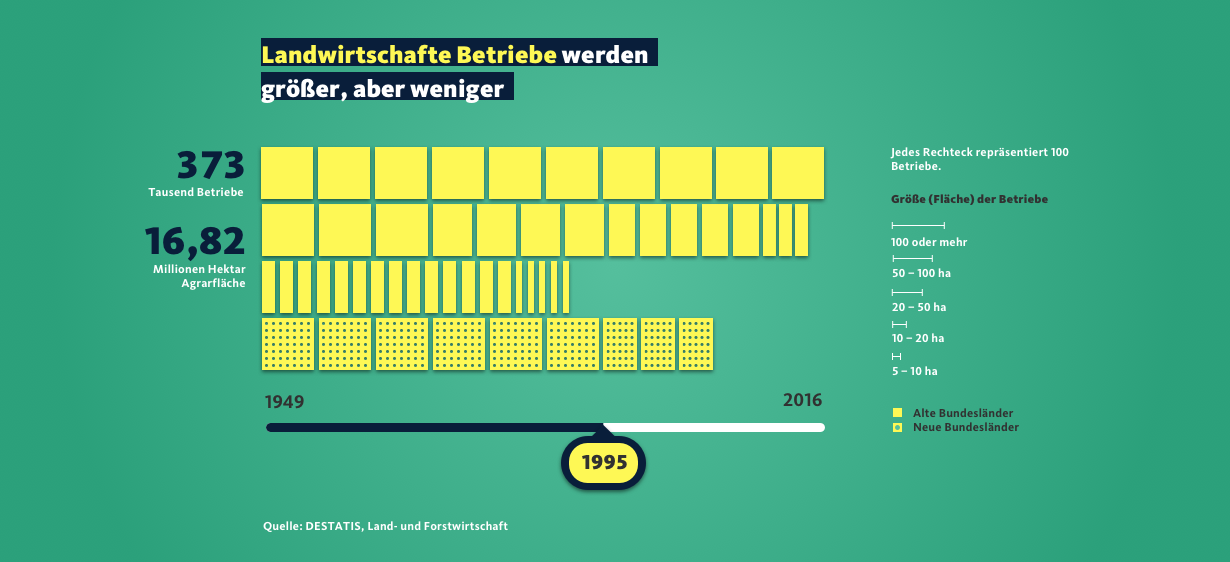 Landwirtschafte Betriebe werden
größer, aber weniger
373
Tausend Betriebe
16,82
Millionen Hektar
Agrarfläche
Jedes Rechteck repräsentiert 100
Betriebe.
Größe (Fläche) der Betriebe
100 oder mehr
50 – 100 ha
20 – 50 ha
10 – 20 ha
5 – 10 ha
Alte Bundesländer
Neue Bundesländer
1949
2016
1995
Quelle: DESTATIS, Land- und Forstwirtschaft